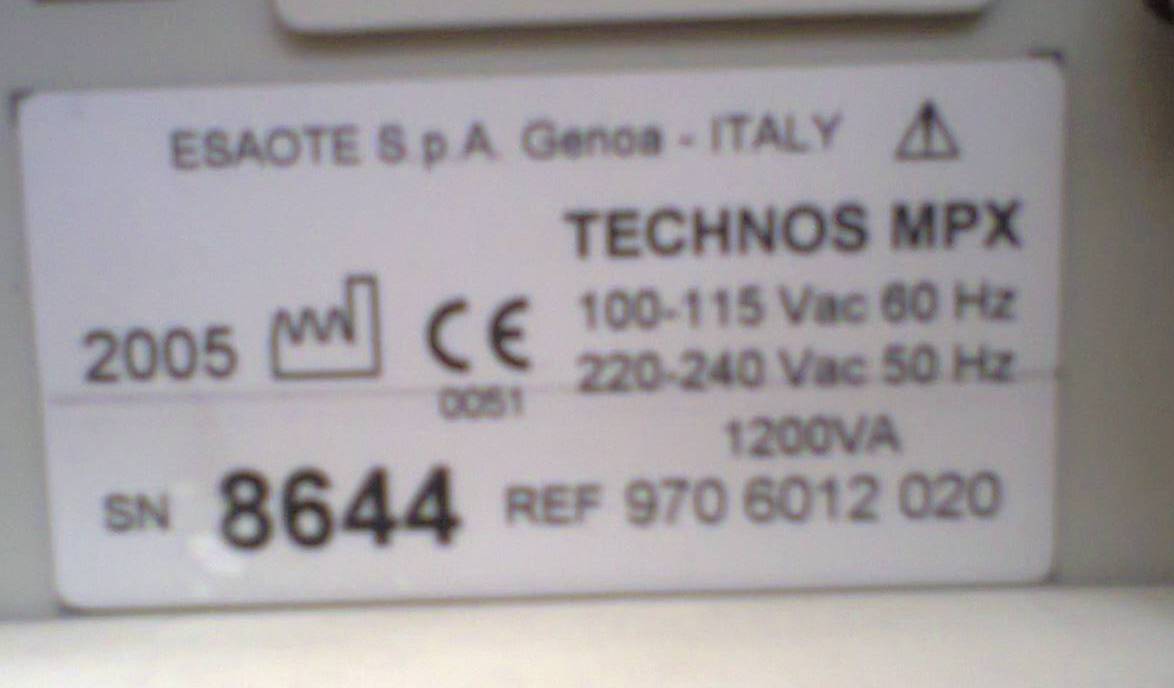 ESAOTE S.p.A. Genoa - ITALY
TECHNOS MPX
100-115 Vac 60 Hz
2005 CE 220-240 Vac 50 Hz
0051
1200VA
SN 8644 REF 970 6012 020